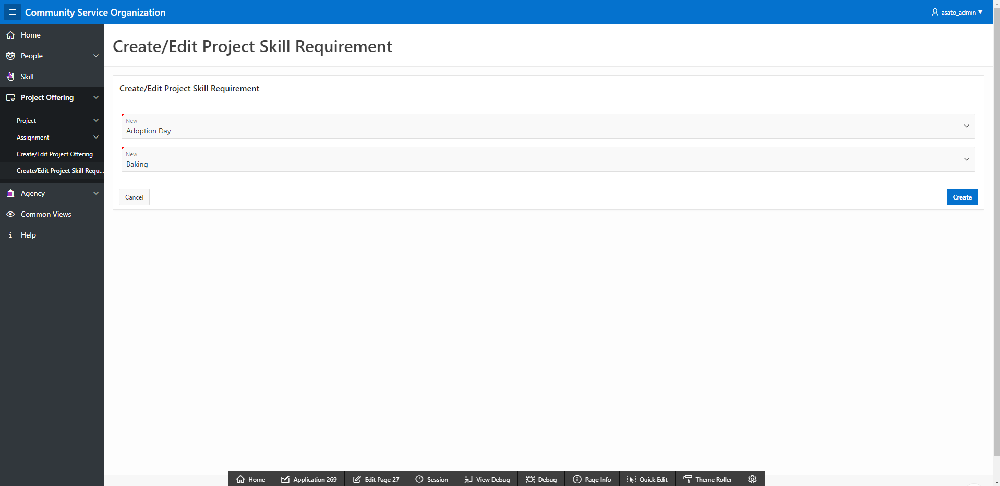 Community Service Organization
asato_admin
Home
People
Skill
Project Offering
Project
Assignment
Create/Edit Project Offering
Create/Edit Project Skill Requ...
Agency
Common Views
Help
Create/Edit Project Skill Requirement
Create/Edit Project Skill Requirement
New
Adoption Day
New
Baking
Cancel
Create
Home
Application 269
Edit Page 27
Session
View Debug
Debug
Page Info
Quick Edit
Theme Roller